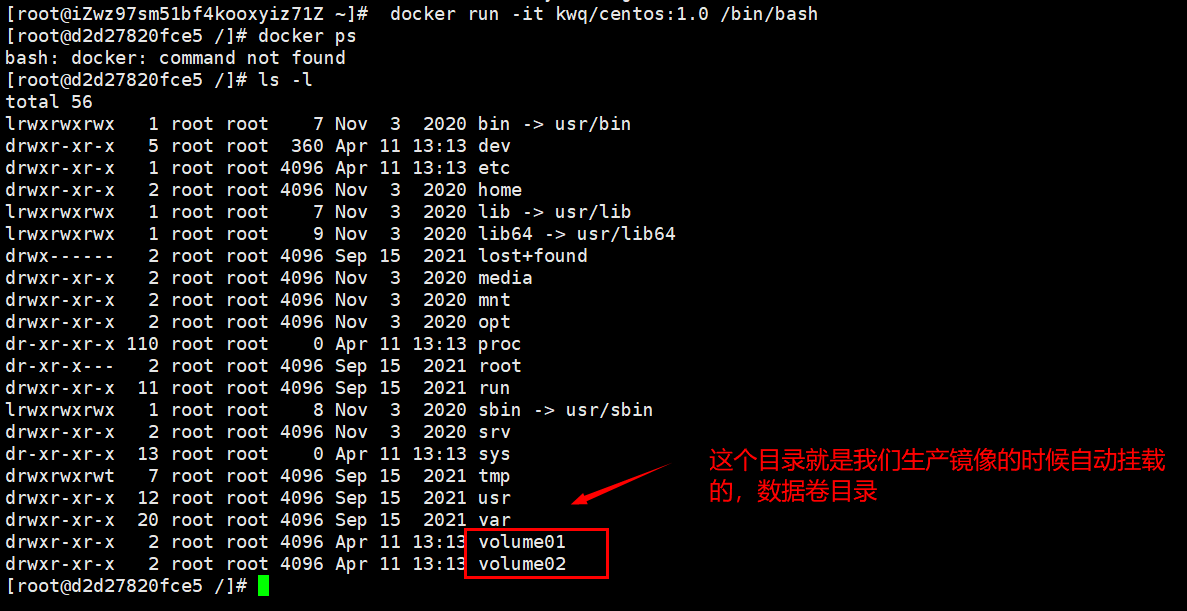 [root@iZwz97sm51bf4kooxyiz71Z ~]#  docker run -it kwq/centos:1.0 /bin/bash
[root@d2d27820fce5 /]# docker ps
bash: docker: command not found
[root@d2d27820fce5 /]# ls -l
total 56
lrwxrwxrwx   1 root root    7 Nov  3  2020 bin -> usr/bin
drwxr-xr-x   5 root root  360 Apr 11 13:13 dev
drwxr-xr-x   1 root root 4096 Apr 11 13:13 etc
drwxr-xr-x   2 root root 4096 Nov  3  2020 home
lrwxrwxrwx   1 root root    7 Nov  3  2020 lib -> usr/lib
lrwxrwxrwx   1 root root    9 Nov  3  2020 lib64 -> usr/lib64
drwx------   2 root root 4096 Sep 15  2021 lost+found
drwxr-xr-x   2 root root 4096 Nov  3  2020 media
drwxr-xr-x   2 root root 4096 Nov  3  2020 mnt
drwxr-xr-x   2 root root 4096 Nov  3  2020 opt
dr-xr-xr-x 110 root root    0 Apr 11 13:13 proc
dr-xr-x---   2 root root 4096 Sep 15  2021 root
drwxr-xr-x  11 root root 4096 Sep 15  2021 run
lrwxrwxrwx   1 root root    8 Nov  3  2020 sbin -> usr/sbin
drwxr-xr-x   2 root root 4096 Nov  3  2020 srv
dr-xr-xr-x  13 root root    0 Apr 11 13:13 sys
drwxrwxrwt   7 root root 4096 Sep 15  2021 tmp
drwxr-xr-x  12 root root 4096 Sep 15  2021 usr
drwxr-xr-x  20 root root 4096 Sep 15  2021 var
drwxr-xr-x   2 root root 4096 Apr 11 13:13 volume01
drwxr-xr-x   2 root root 4096 Apr 11 13:13 volume02
[root@d2d27820fce5 /]#
这个目录就是我们生产镜像的时候自动挂载
的，数据卷目录